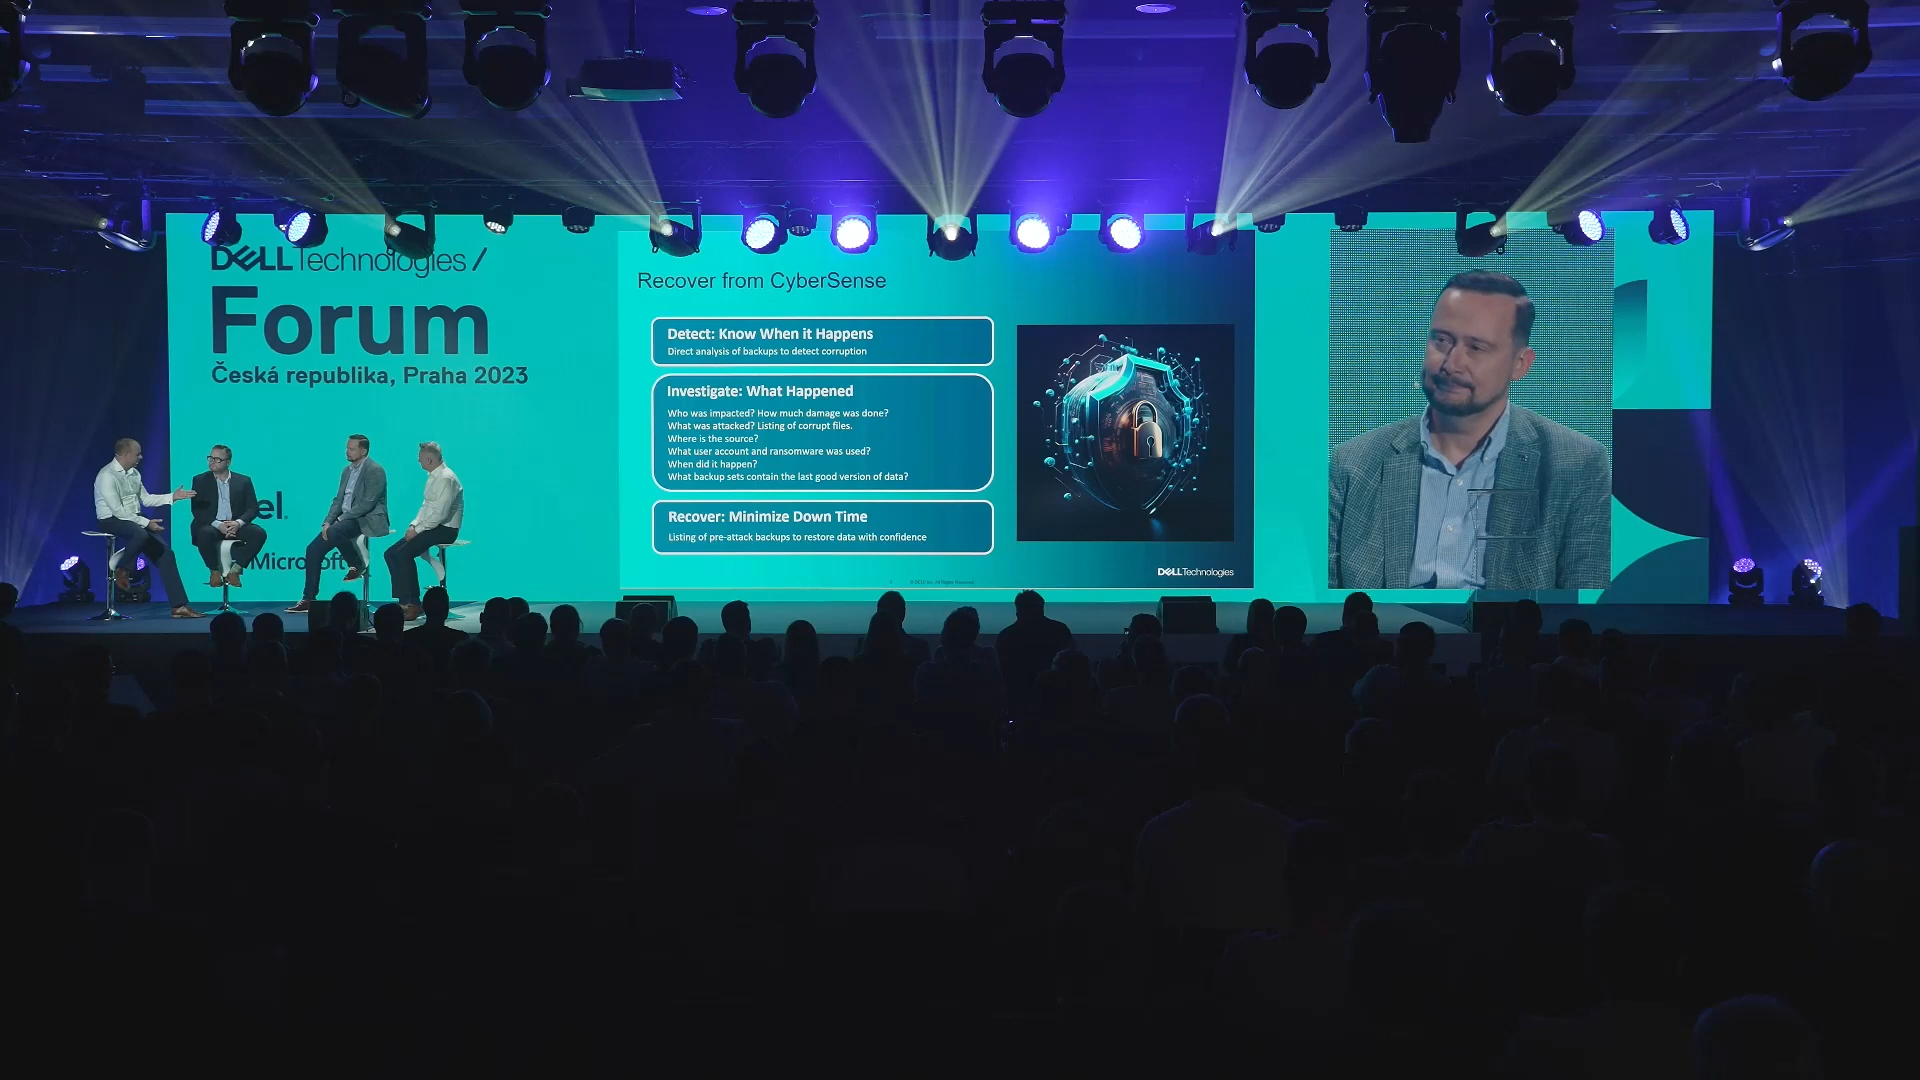 DELL Technologies /
Forum
Česká republika, Praha 2023
el.
Microsoft
Recover from CyberSense
Detect: Know When it Happens
Direct analysis of backups to detect corruption
Investigate: What Happened
Who was impacted? How much damage was done?
What was attacked? Listing of corrupt files.
Where is the source?
What user account and ransomware was used?
When did it happen?
What backup sets contain the last good version of data?
Recover: Minimize Down Time
Listing of pre-attack backups to restore data with confidence
DELL Technologies